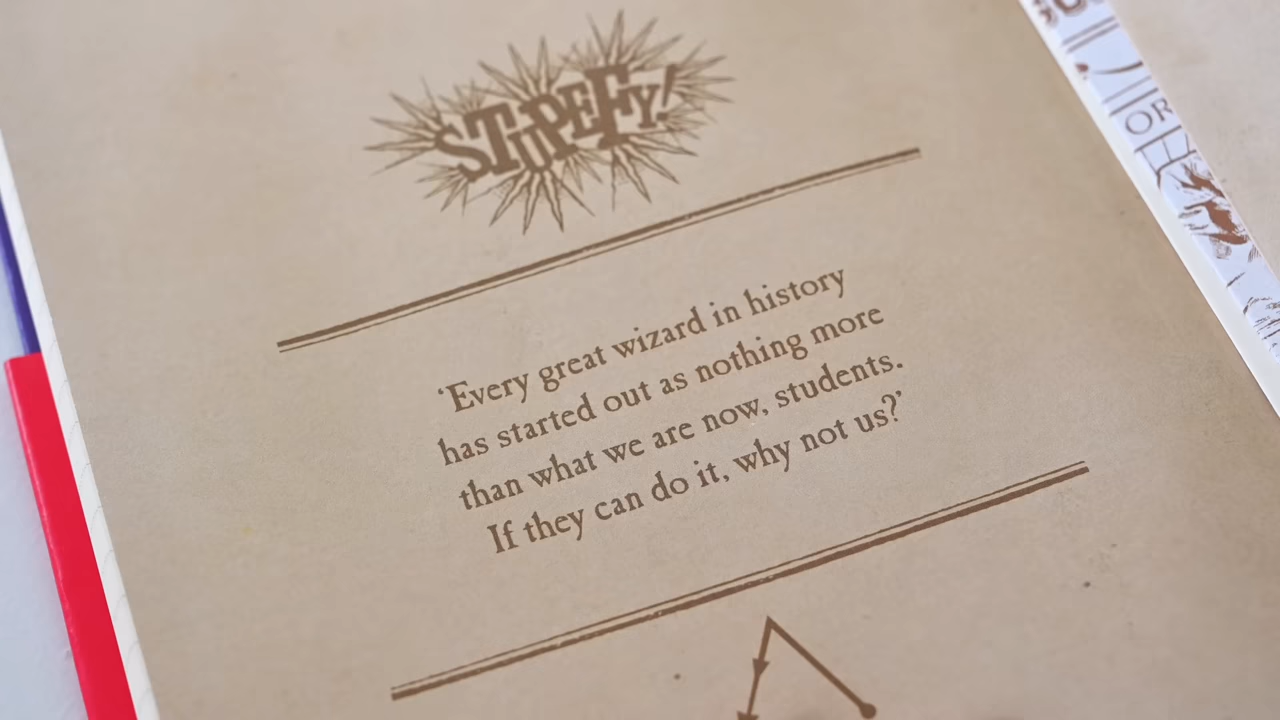 STUPEFY!
‘Every great wizard in history
has started out as nothing more
than what we are now, students.
If they can do it, why not us?’
OR